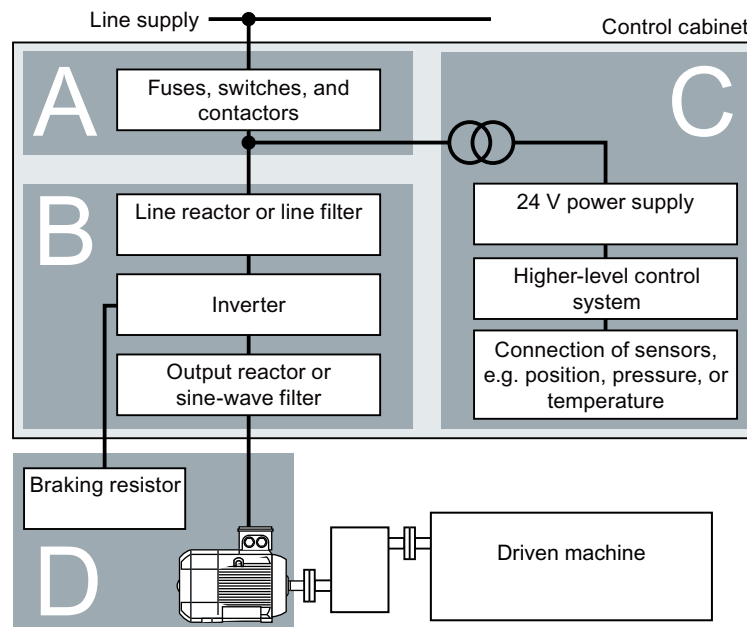 Line supply
Control cabinet
A
Fuses, switches, and
contactors
C
B
Line reactor or line filter
24 V power supply
Inverter
Higher-level control
system
Output reactor or
sine-wave filter
Connection of sensors,
e.g. position, pressure, or
temperature
Braking resistor
D
Driven machine